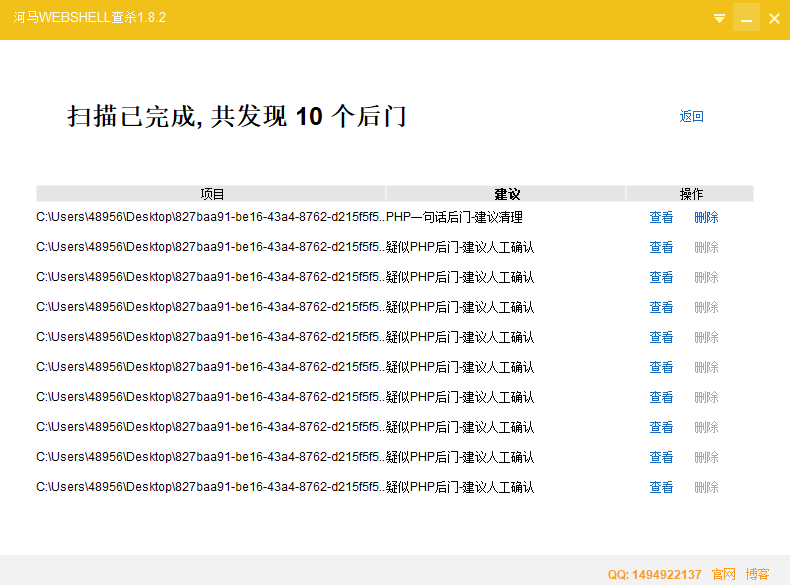 河马WEBSHELL查杀1.8.2
扫描已完成, 共发现 10 个后门 返回
项目 建议 操作
C:\Users\48956\Desktop\827baa91-be16-43a4-8762-d215f5f5... PHP一句话后门-建议清理 查看 删除
C:\Users\48956\Desktop\827baa91-be16-43a4-8762-d215f5f5... 疑似PHP后门-建议人工确认 查看 删除
C:\Users\48956\Desktop\827baa91-be16-43a4-8762-d215f5f5... 疑似PHP后门-建议人工确认 查看 删除
C:\Users\48956\Desktop\827baa91-be16-43a4-8762-d215f5f5... 疑似PHP后门-建议人工确认 查看 删除
C:\Users\48956\Desktop\827baa91-be16-43a4-8762-d215f5f5... 疑似PHP后门-建议人工确认 查看 删除
C:\Users\48956\Desktop\827baa91-be16-43a4-8762-d215f5f5... 疑似PHP后门-建议人工确认 查看 删除
C:\Users\48956\Desktop\827baa91-be16-43a4-8762-d215f5f5... 疑似PHP后门-建议人工确认 查看 删除
C:\Users\48956\Desktop\827baa91-be16-43a4-8762-d215f5f5... 疑似PHP后门-建议人工确认 查看 删除
C:\Users\48956\Desktop\827baa91-be16-43a4-8762-d215f5f5... 疑似PHP后门-建议人工确认 查看 删除
C:\Users\48956\Desktop\827baa91-be16-43a4-8762-d215f5f5... 疑似PHP后门-建议人工确认 查看 删除
QQ: 1494922137 官网 博客